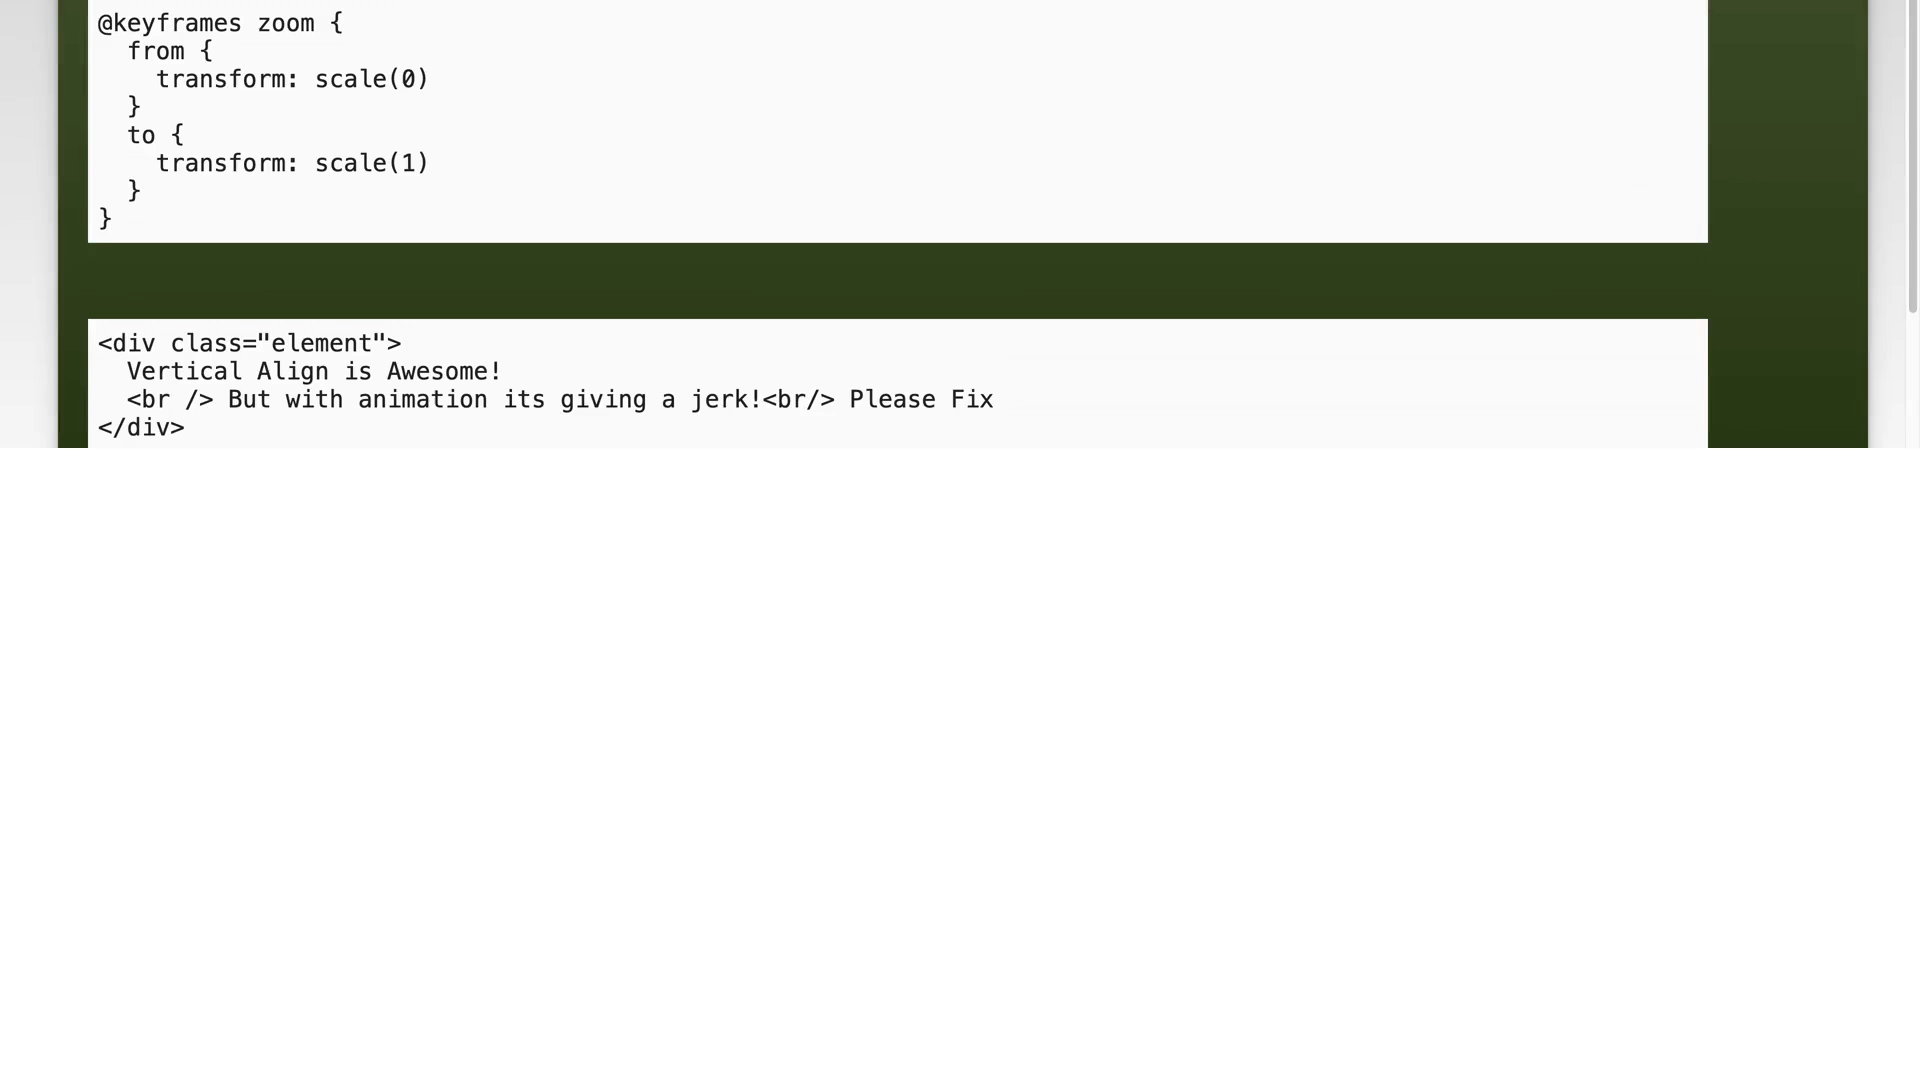 @keyframes zoom {
  from {
    transform: scale(0)
  }
  to {
    transform: scale(1)
  }
}
<div class="element">
  Vertical Align is Awesome!
  <br /> But with animation its giving a jerk!<br/> Please Fix
</div>